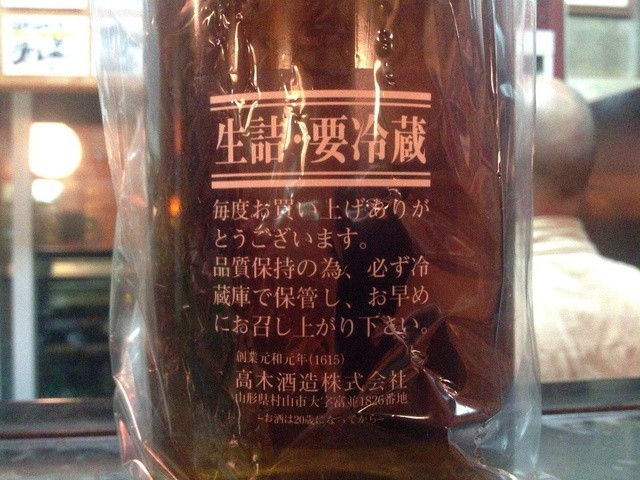 生詰・要冷蔵
毎度お買い上げありが
とうございます。
品質保持の為、必ず冷
蔵庫で保管し、お早め
にお召し上がり下さい。
創業元和元年(1615)
高木酒造株式会社
山形県村山市大字富並1826番地
–お酒は20歳になってから–